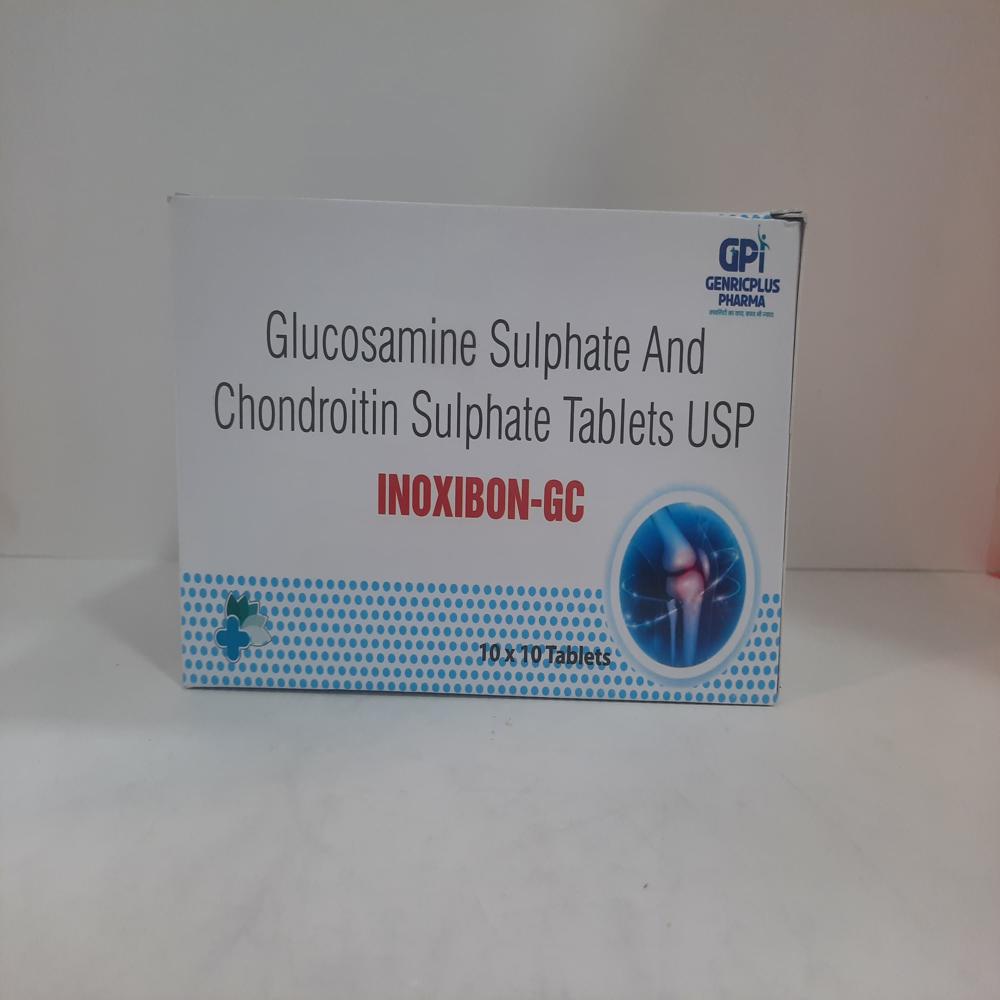 GPi
GENRICPLUS
PHARMA
Glucosamine Sulphate And
Chondroitin Sulphate Tablets USP
INOXIBON-GC
10 x 10 Tablets